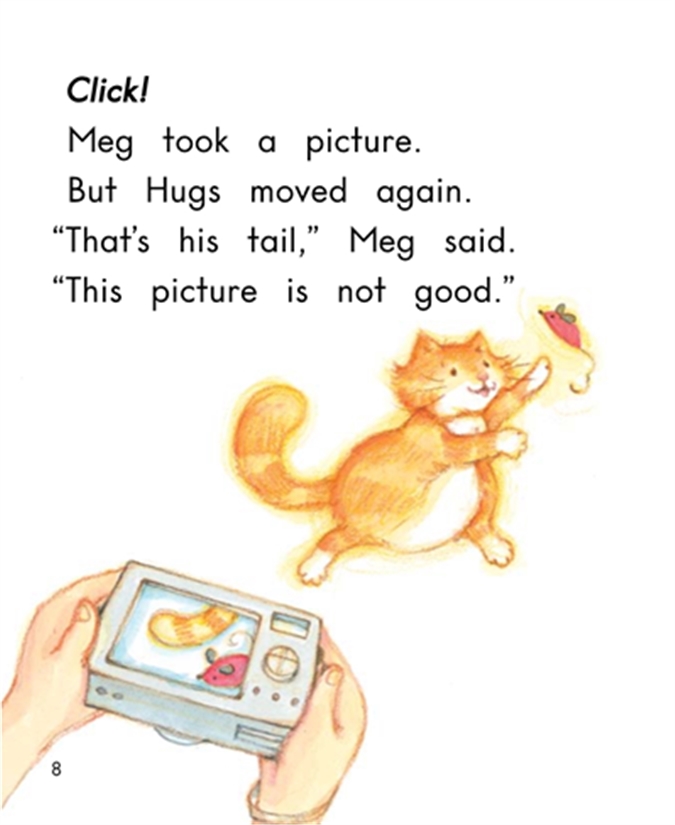 Click!
Meg took a picture.
But Hugs moved again.
“That’s his tail,” Meg said.
“This picture is not good.”
8